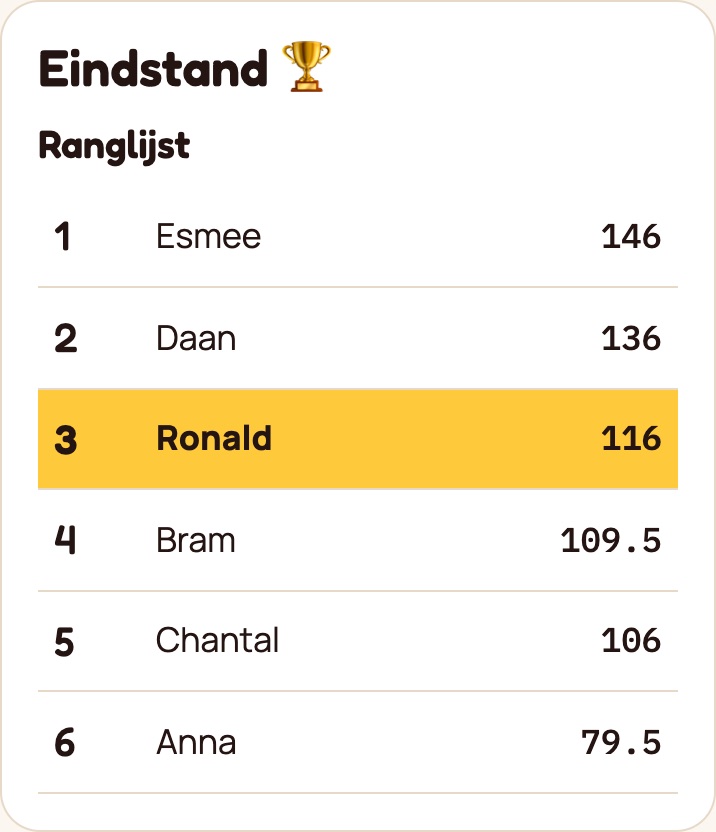 Eindstand 🏆
Ranglijst
1 Esmee 146
2 Daan 136
3 Ronald 116
4 Bram 109.5
5 Chantal 106
6 Anna 79.5